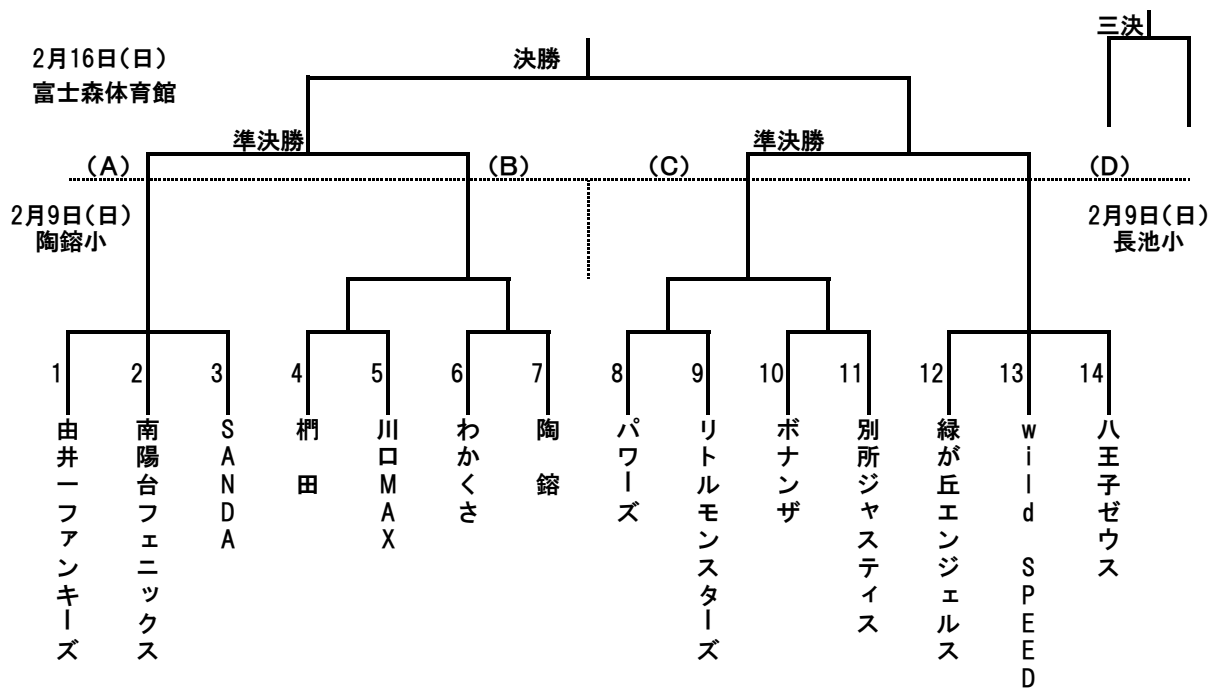 三決
2月16日(日)
決勝
富士森体育館
準決勝
準決勝
(A)
(B)
(C)
(D)
2月9日(日)
陶鎔小
2月9日(日)
長池小
1
2
3
4
5
6
7
8
9
10
11
12
13
14
由井一ファンキーズ
南陽台フェニックス
SANDA
椚田
川口MAX
わかくさ
陶鎔
パワーズ
リトルモンスターズ
ボナンザ
別所ジャスティス
緑が丘エンジェルス
wild SPEED
八王子ゼウス